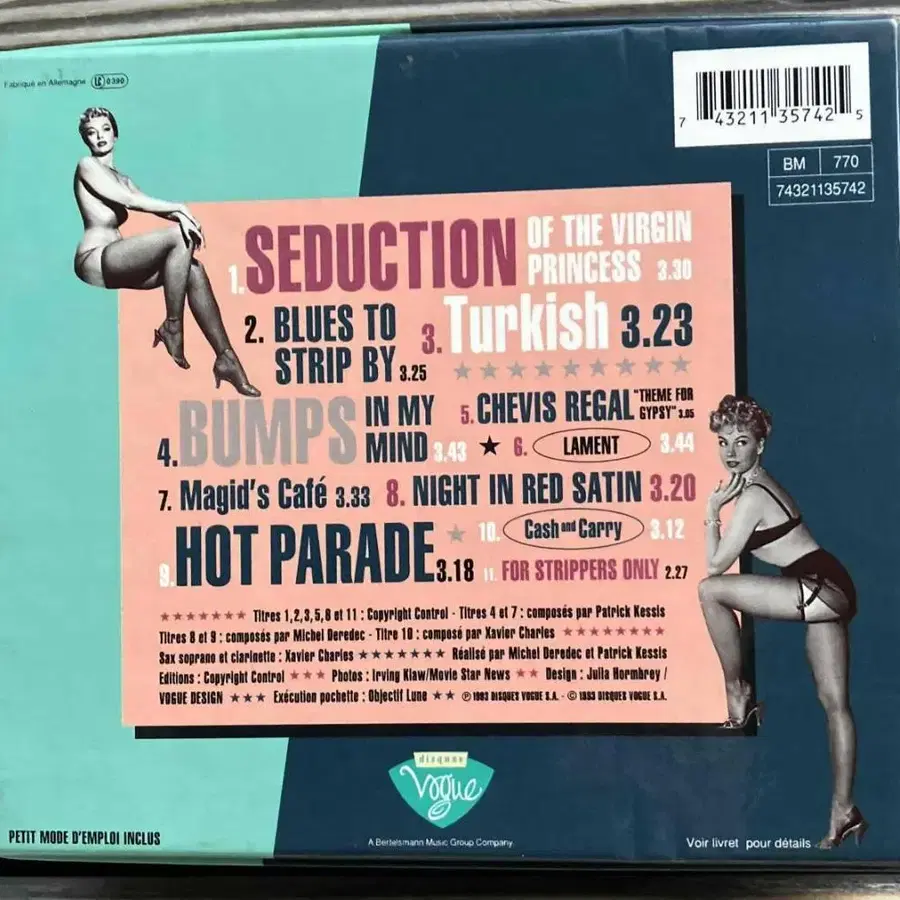 Fabriqué en Allemagne LC 0390
7 43211 35742 5
BM 770
74321135742
1. SEDUCTION OF THE VIRGIN PRINCESS 3.30
2. BLUES TO STRIP BY 3.25
3. Turkish 3.23
4. BUMPS IN MY MIND 3.43
5. CHEVIS REGAL "THEME FOR GYPSY" 3.05
6. LAMENT 3.44
7. Magid's Café 3.33
8. NIGHT IN RED SATIN 3.20
9. HOT PARADE 3.18
10. Cash and Carry 3.12
11. FOR STRIPPERS ONLY 2.27
Titres 1,2,3,5,6 et 11 : Copyright Control - Titres 4 et 7 : composés par Patrick Kessis
Titres 8 et 9 : composés par Michel Deredec - Titre 10 : composé par Xavier Charles
Sax soprano et clarinette : Xavier Charles Réalisé par Michel Deredec et Patrick Kessis
Editions : Copyright Control Photos : Irving Klaw/Movie Star News Design : Julia Hormbrey /
VOGUE DESIGN Exécution pochette : Objectif Lune ℗ 1993 DISQUES VOGUE S.A. - © 1993 DISQUES VOGUE S.A.
disques
Vogue
A Bertelsmann Music Group Company
PETIT MODE D'EMPLOI INCLUS
Voir livret pour détails